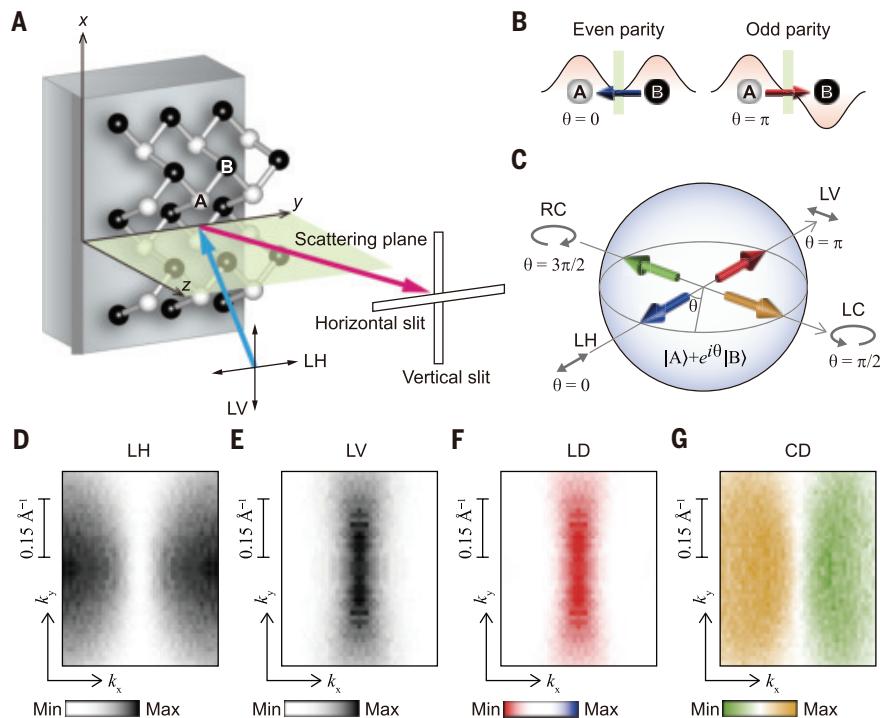 A
x
B
A
y
Scattering plane
z
Horizontal slit
LH
LV
Vertical slit
B
Even parity
Odd parity
A
B
A
B
θ = 0
θ = π
C
RC
θ = 3π/2
LV
θ = π
θ
LH
θ = 0
|A⟩+e^{iθ}|B⟩
LC
θ = π/2
D
LH
0.15 Å⁻¹
k_y
k_x
Min
Max
E
LV
0.15 Å⁻¹
k_y
k_x
Min
Max
F
LD
0.15 Å⁻¹
k_y
k_x
Min
Max
G
CD
0.15 Å⁻¹
k_y
k_x
Min
Max